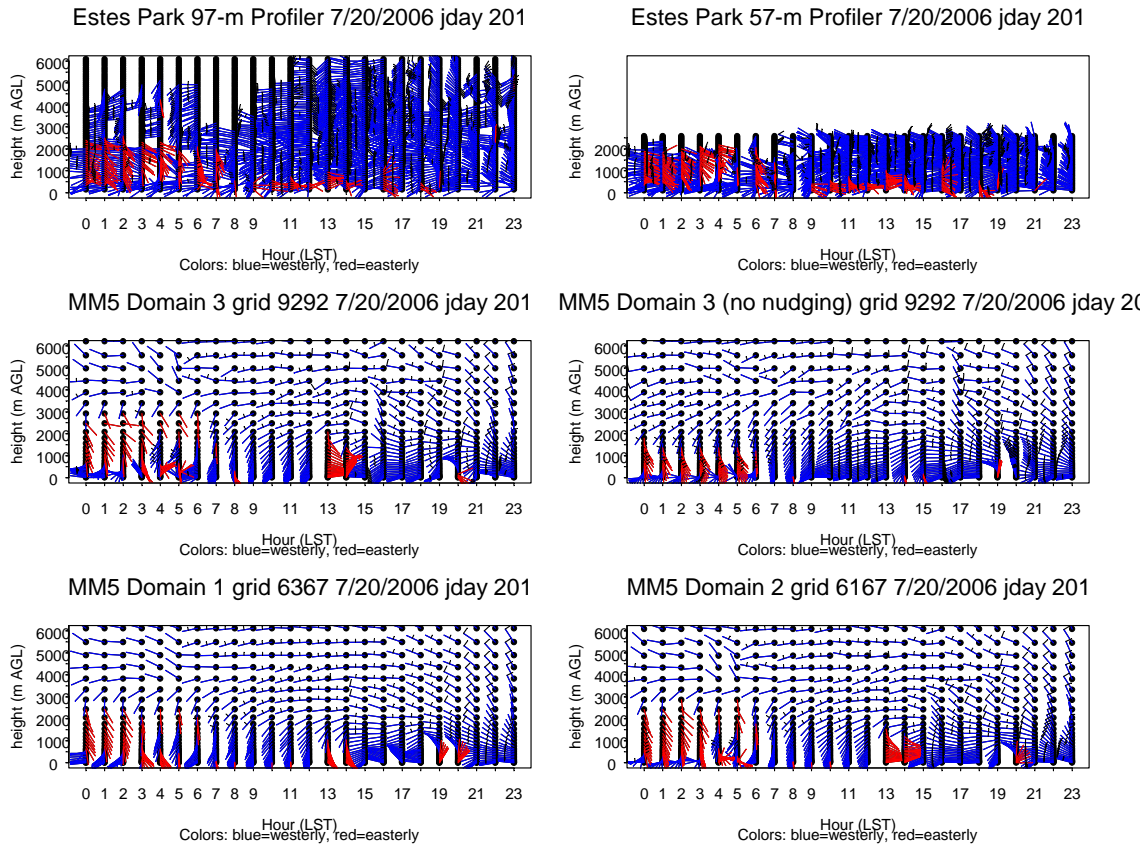 Estes Park 97-m Profiler 7/20/2006 jday 201
height (m AGL)
6000
5000
4000
3000
2000
1000
0
0 1 2 3 4 5 6 7 8 9 11 13 15 17 19 21 23
Hour (LST)
Colors: blue=westerly, red=easterly
Estes Park 57-m Profiler 7/20/2006 jday 201
height (m AGL)
2000
1000
0
0 1 2 3 4 5 6 7 8 9 11 13 15 17 19 21 23
Hour (LST)
Colors: blue=westerly, red=easterly
MM5 Domain 3 grid 9292 7/20/2006 jday 201
height (m AGL)
6000
5000
4000
3000
2000
1000
0
0 1 2 3 4 5 6 7 8 9 11 13 15 17 19 21 23
Hour (LST)
Colors: blue=westerly, red=easterly
MM5 Domain 3 (no nudging) grid 9292 7/20/2006 jday 20
height (m AGL)
6000
5000
4000
3000
2000
1000
0
0 1 2 3 4 5 6 7 8 9 11 13 15 17 19 21 23
Hour (LST)
Colors: blue=westerly, red=easterly
MM5 Domain 1 grid 6367 7/20/2006 jday 201
height (m AGL)
6000
5000
4000
3000
2000
1000
0
0 1 2 3 4 5 6 7 8 9 11 13 15 17 19 21 23
Hour (LST)
Colors: blue=westerly, red=easterly
MM5 Domain 2 grid 6167 7/20/2006 jday 201
height (m AGL)
6000
5000
4000
3000
2000
1000
0
0 1 2 3 4 5 6 7 8 9 11 13 15 17 19 21 23
Hour (LST)
Colors: blue=westerly, red=easterly